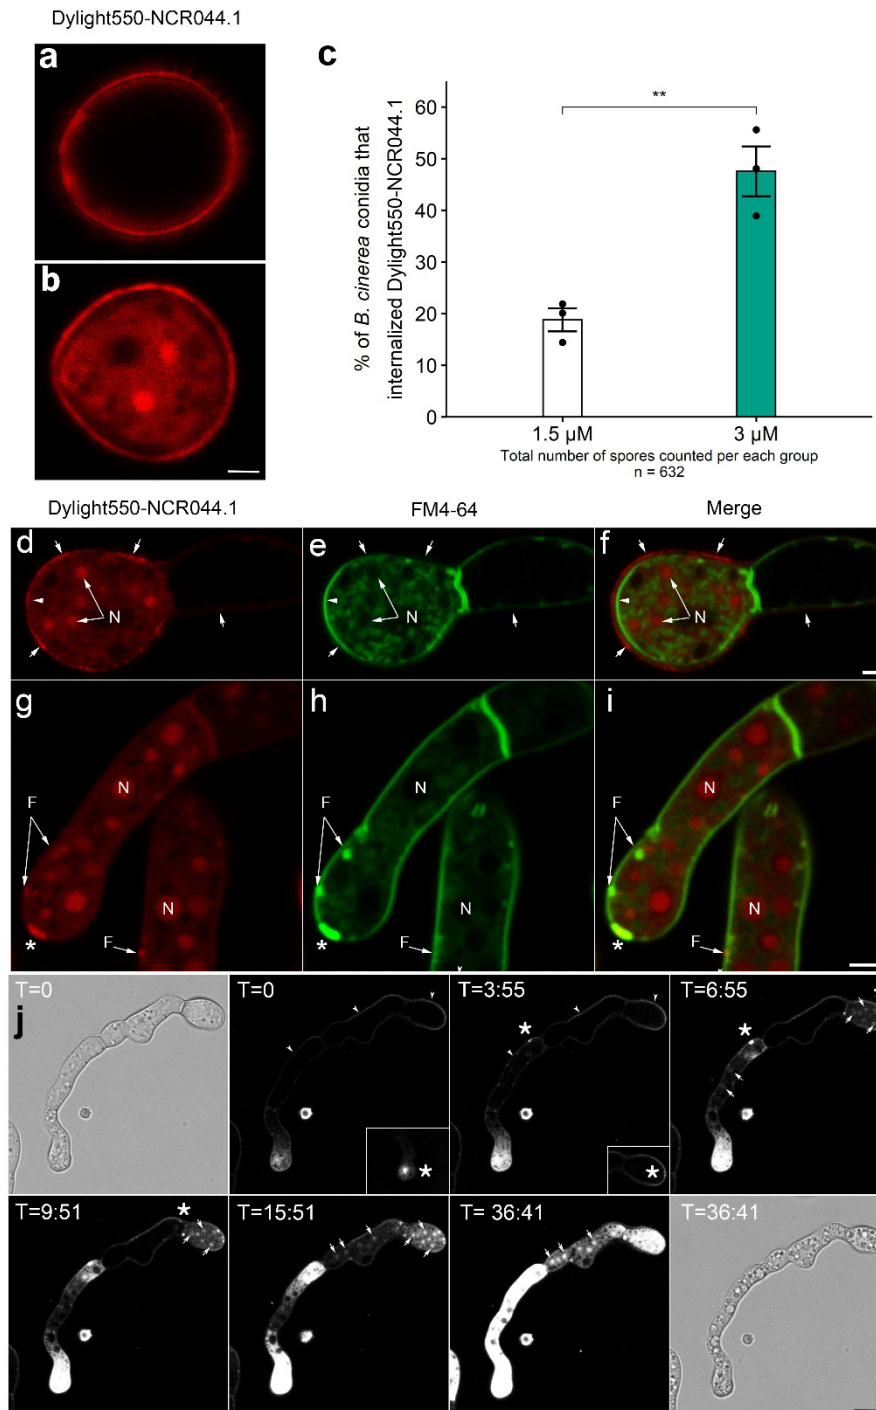 Dylight550-NCR044.1
a
b
c
% of B. cinerea conidia that
internalized Dylight550-NCR044.1
60
50
40
30
20
10
0
**
1.5 µM
3 µM
Total number of spores counted per each group
n = 632
Dylight550-NCR044.1
FM4-64
Merge
d
N
e
N
f
N
g
F
N
N
*
F
h
F
N
N
*
F
i
F
N
N
*
F
j
T=0
T=0
*
T=3:55
*
*
T=6:55
*
T=9:51
*
T=15:51
T= 36:41
T=36:41